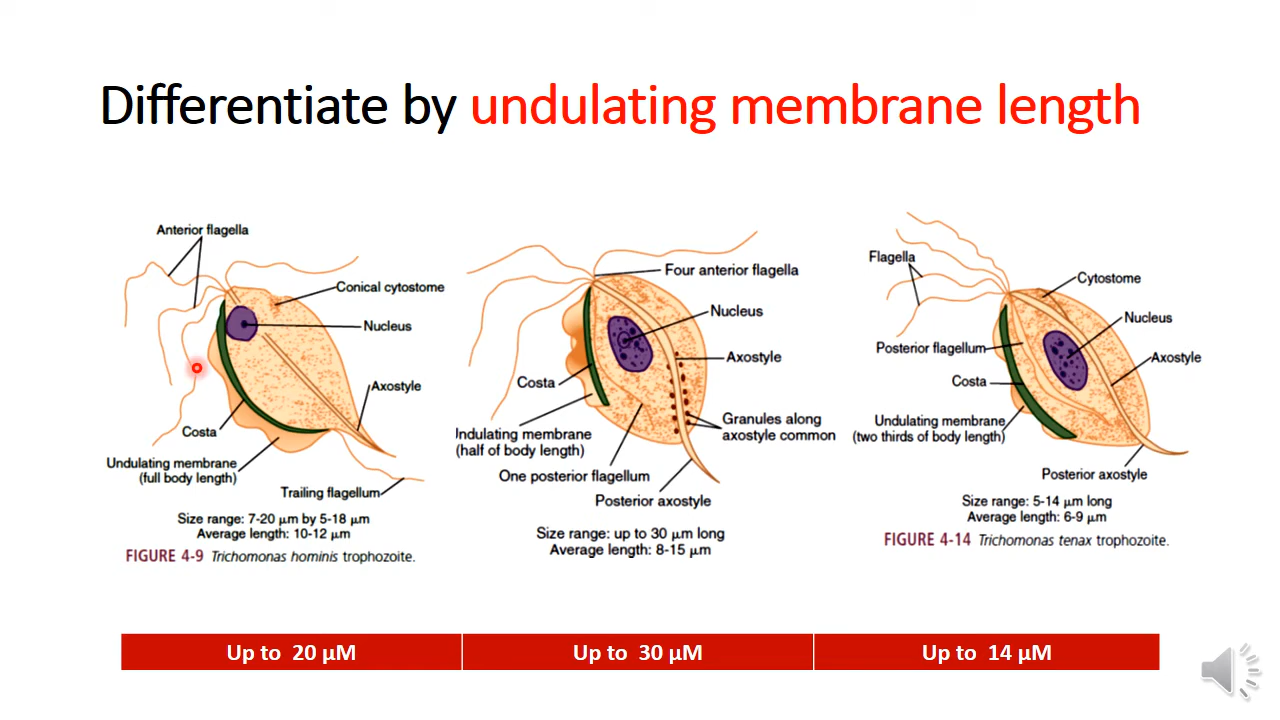 Differentiate by undulating membrane length
Anterior flagella
Conical cytostome
Nucleus
Axostyle
Costa
Undulating membrane
(full body length)
Trailing flagellum
Size range: 7-20 μm by 5-18 μm
Average length: 10-12 μm
FIGURE 4-9 Trichomonas hominis trophozoite.
Four anterior flagella
Nucleus
Axostyle
Costa
Granules along
axostyle common
Undulating membrane
(half of body length)
One posterior flagellum
Posterior axostyle
Size range: up to 30 μm long
Average length: 8-15 μm
Flagella
Cytostome
Nucleus
Posterior flagellum
Axostyle
Costa
Undulating membrane
(two thirds of body length)
Posterior axostyle
Size range: 5-14 μm long
Average length: 6-9 μm
FIGURE 4-14 Trichomonas tenax trophozoite.
Up to 20 μM
Up to 30 μM
Up to 14 μM